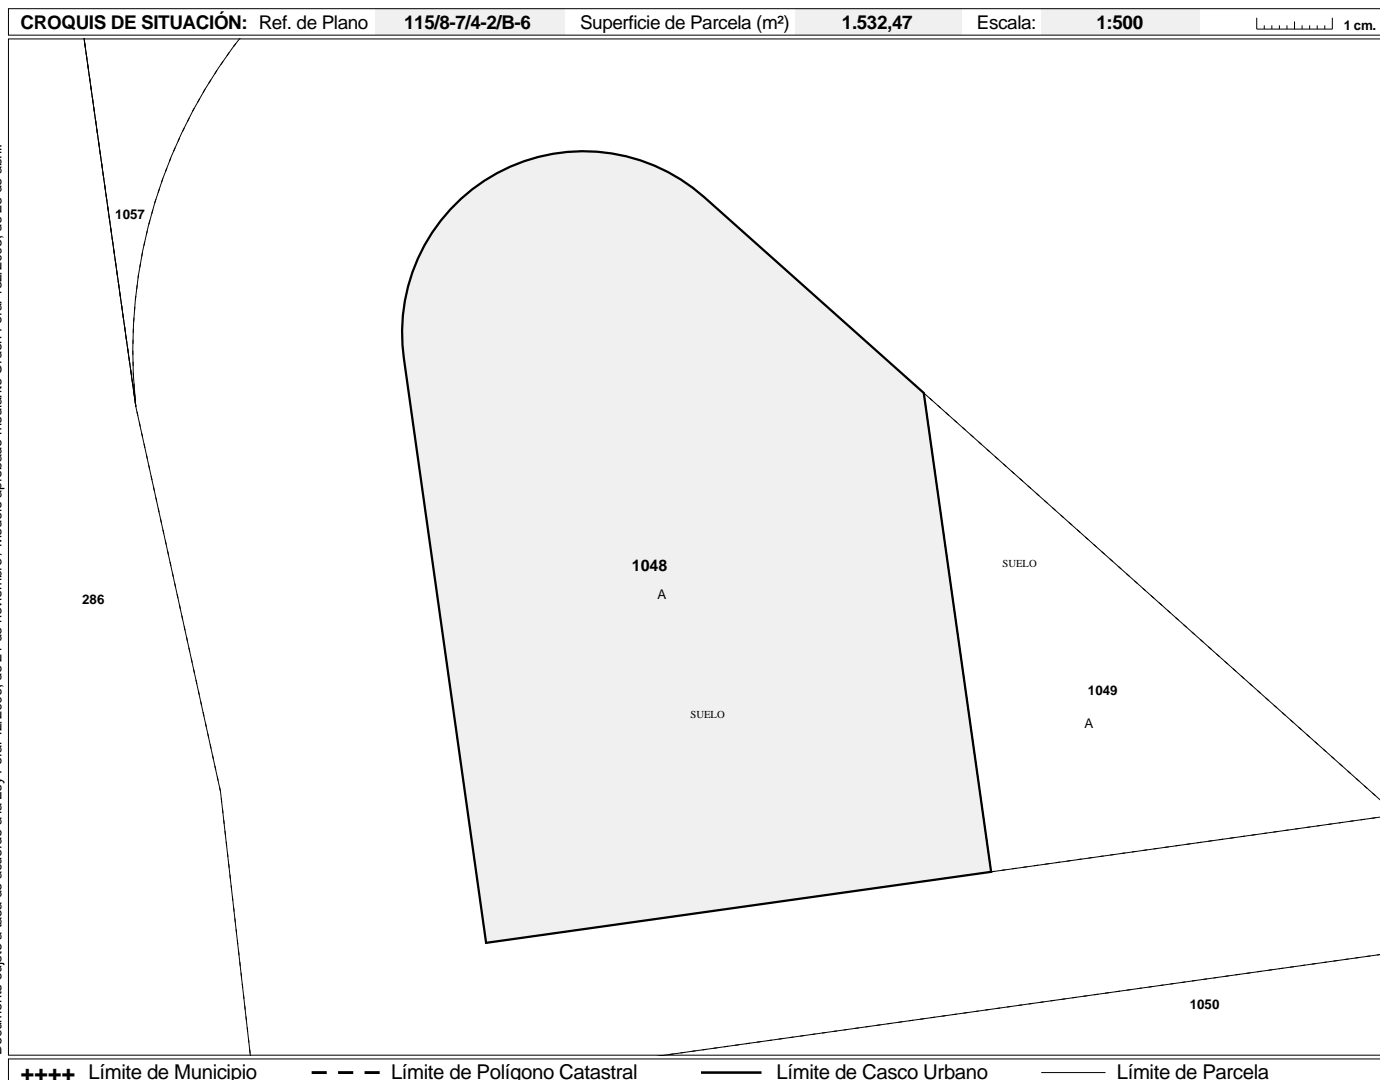 CROQUIS DE SITUACIÓN: Ref. de Plano 115/8-7/4-2/B-6 Superficie de Parcela (m²) 1.532,47 Escala: 1:500 1 cm.
1057
1048
A
SUELO
286
1049
A
SUELO
1050
++++ Límite de Municipio Límite de Polígono Catastral Límite de Casco Urbano Límite de Parcela